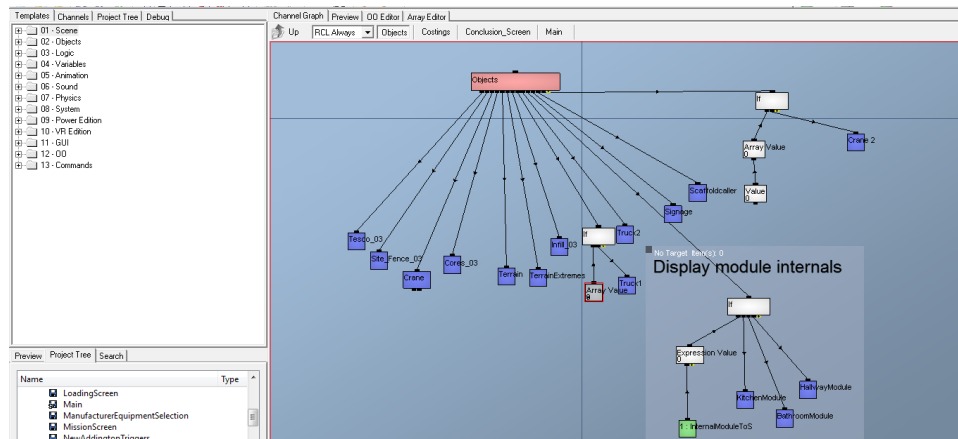 Templates Channels Project Tree Debug
01 - Scene
02 - Objects
03 - Logic
04 - Variables
05 - Animation
06 - Sound
07 - Physics
08 - System
09 - Power Edition
10 - VR Edition
11 - GUI
12 - OO
13 - Commands
Preview Project Tree Search
Name Type
LoadingScreen
Main
ManufacturerEquipmentSelection
MissionScreen
NewAddingtonTriggers
Channel Graph Preview OO Editor Array Editor
Up RCL Always Objects Costings Conclusion_Screen Main
Objects
If
Crane 2
Array Value
0
Value
0
Scaffoldcaller
Signage
Tesco_03
Site_Fence_03
Crane
Cores_03
Terrain
TerrainExtremes
Infill_03
If
Truck2
Truck1
Array Value
No Target Item(s): 0
Display module internals
If
Expression Value
0
HallwayModule
KitchenModule
BathroomModule
1 : InternalModuleToS